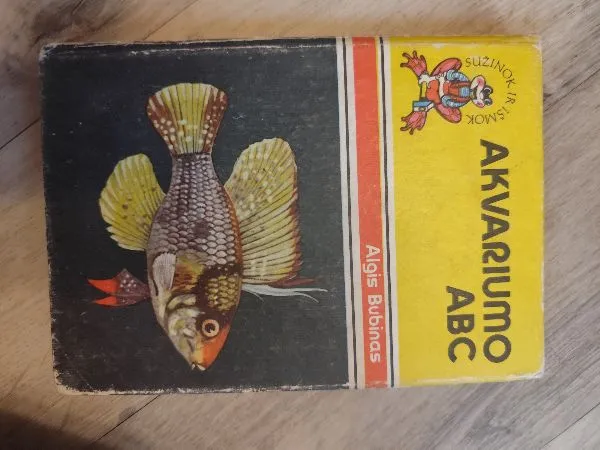 SUŽINOK IR IŠMOK
AKVARIUMO
ABC
Algis Bubinas